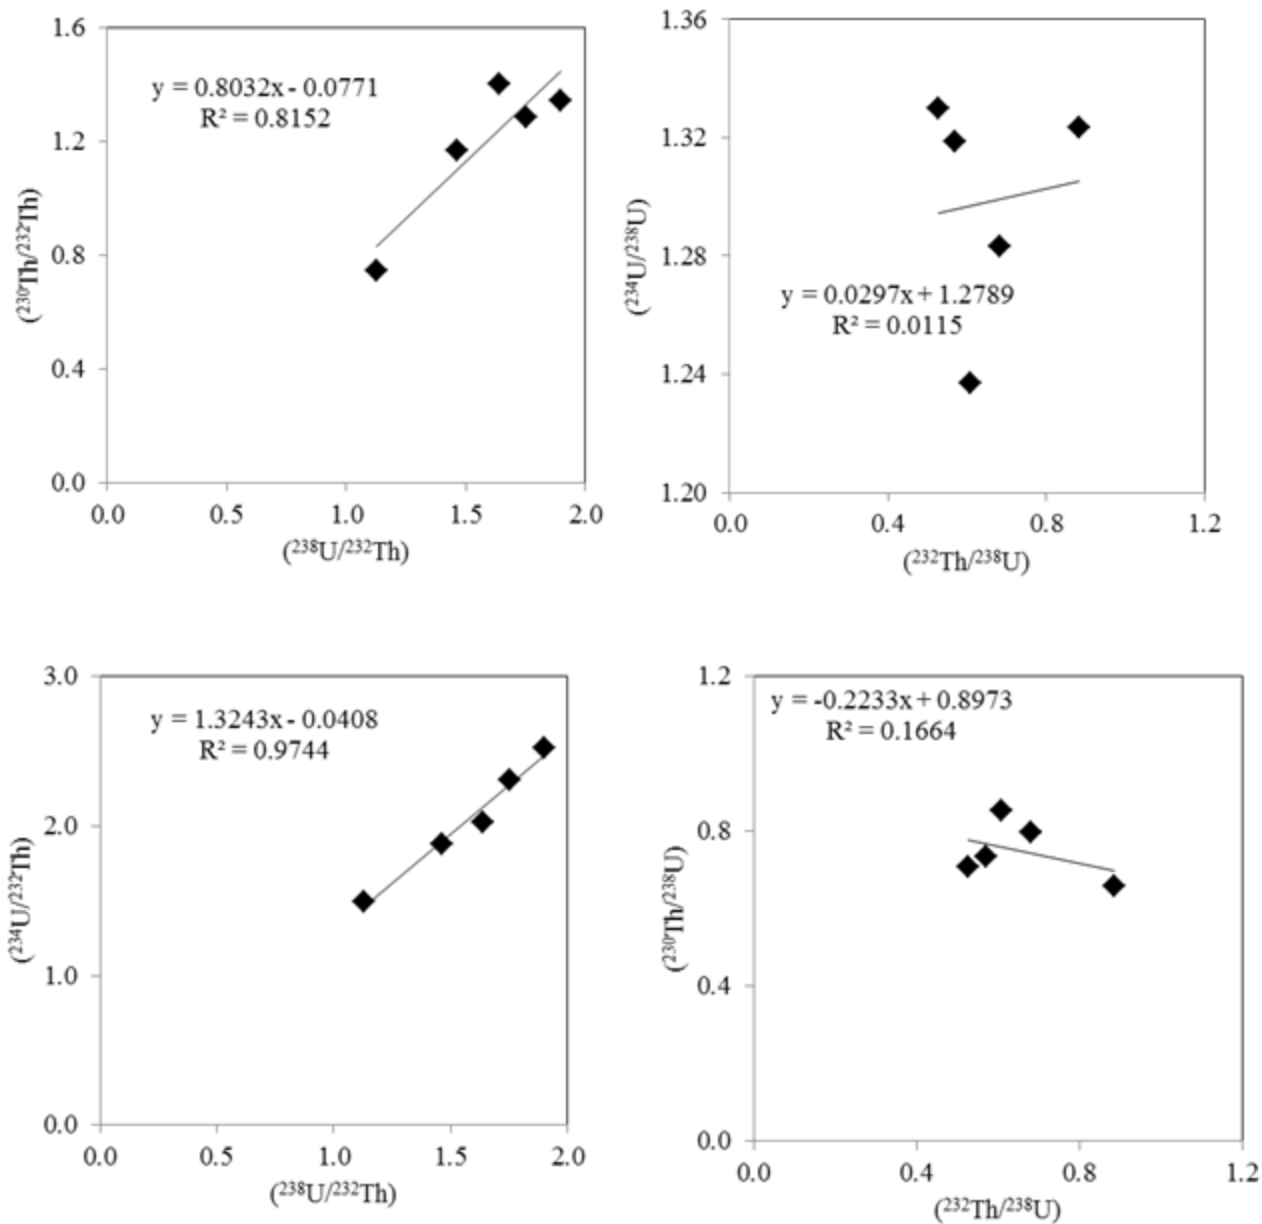 1.6
1.2
0.8
0.4
0.0
0.0 0.5 1.0 1.5 2.0
y = 0.8032x - 0.0771
R² = 0.8152
(²³⁰Th/²³²Th)
(²³⁸U/²³²Th)
1.36
1.32
1.28
1.24
1.20
0.0 0.4 0.8 1.2
y = 0.0297x + 1.2789
R² = 0.0115
(²³⁴U/²³⁸U)
(²³²Th/²³⁸U)
3.0
2.0
1.0
0.0
0.0 0.5 1.0 1.5 2.0
y = 1.3243x - 0.0408
R² = 0.9744
(²³⁴U/²³²Th)
(²³⁸U/²³²Th)
1.2
0.8
0.4
0.0
0.0 0.4 0.8 1.2
y = -0.2233x + 0.8973
R² = 0.1664
(²³⁰Th/²³⁸U)
(²³²Th/²³⁸U)